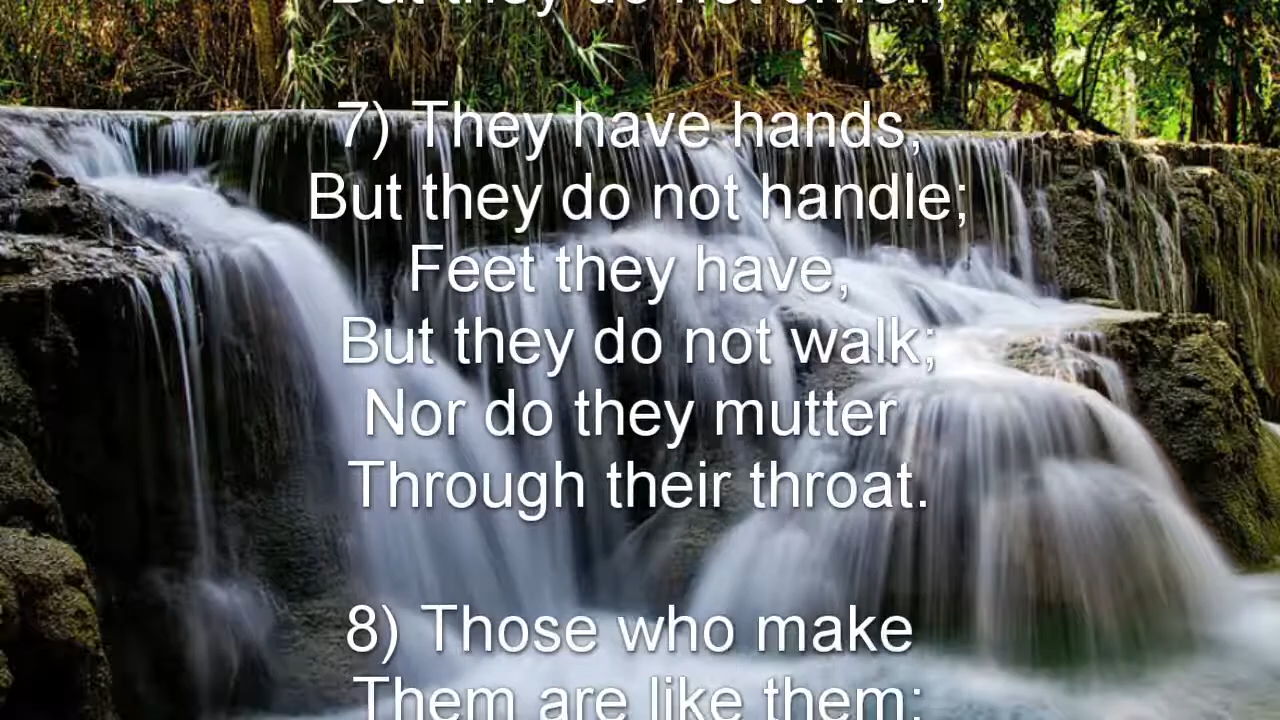 But they do not smell;
7) They have hands,
But they do not handle;
Feet they have,
But they do not walk;
Nor do they mutter
Through their throat.
8) Those who make
Them are like them;